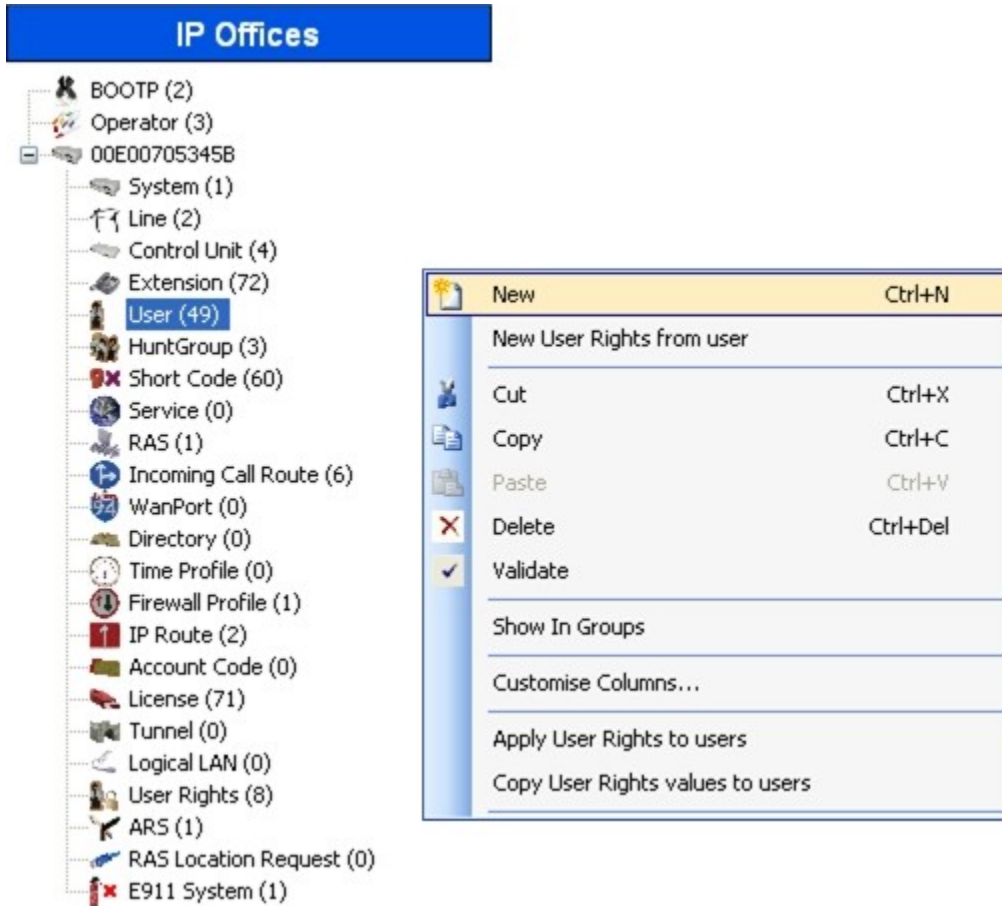 IP Offices
BOOTP (2)
Operator (3)
00E00705345B
System (1)
Line (2)
Control Unit (4)
Extension (72)
User (49)
HuntGroup (3)
Short Code (60)
Service (0)
RAS (1)
Incoming Call Route (6)
WanPort (0)
Directory (0)
Time Profile (0)
Firewall Profile (1)
IP Route (2)
Account Code (0)
License (71)
Tunnel (0)
Logical LAN (0)
User Rights (8)
ARS (1)
RAS Location Request (0)
E911 System (1)
New Ctrl+N
New User Rights from user
Cut Ctrl+X
Copy Ctrl+C
Paste Ctrl+V
Delete Ctrl+Del
Validate
Show In Groups
Customise Columns...
Apply User Rights to users
Copy User Rights values to users